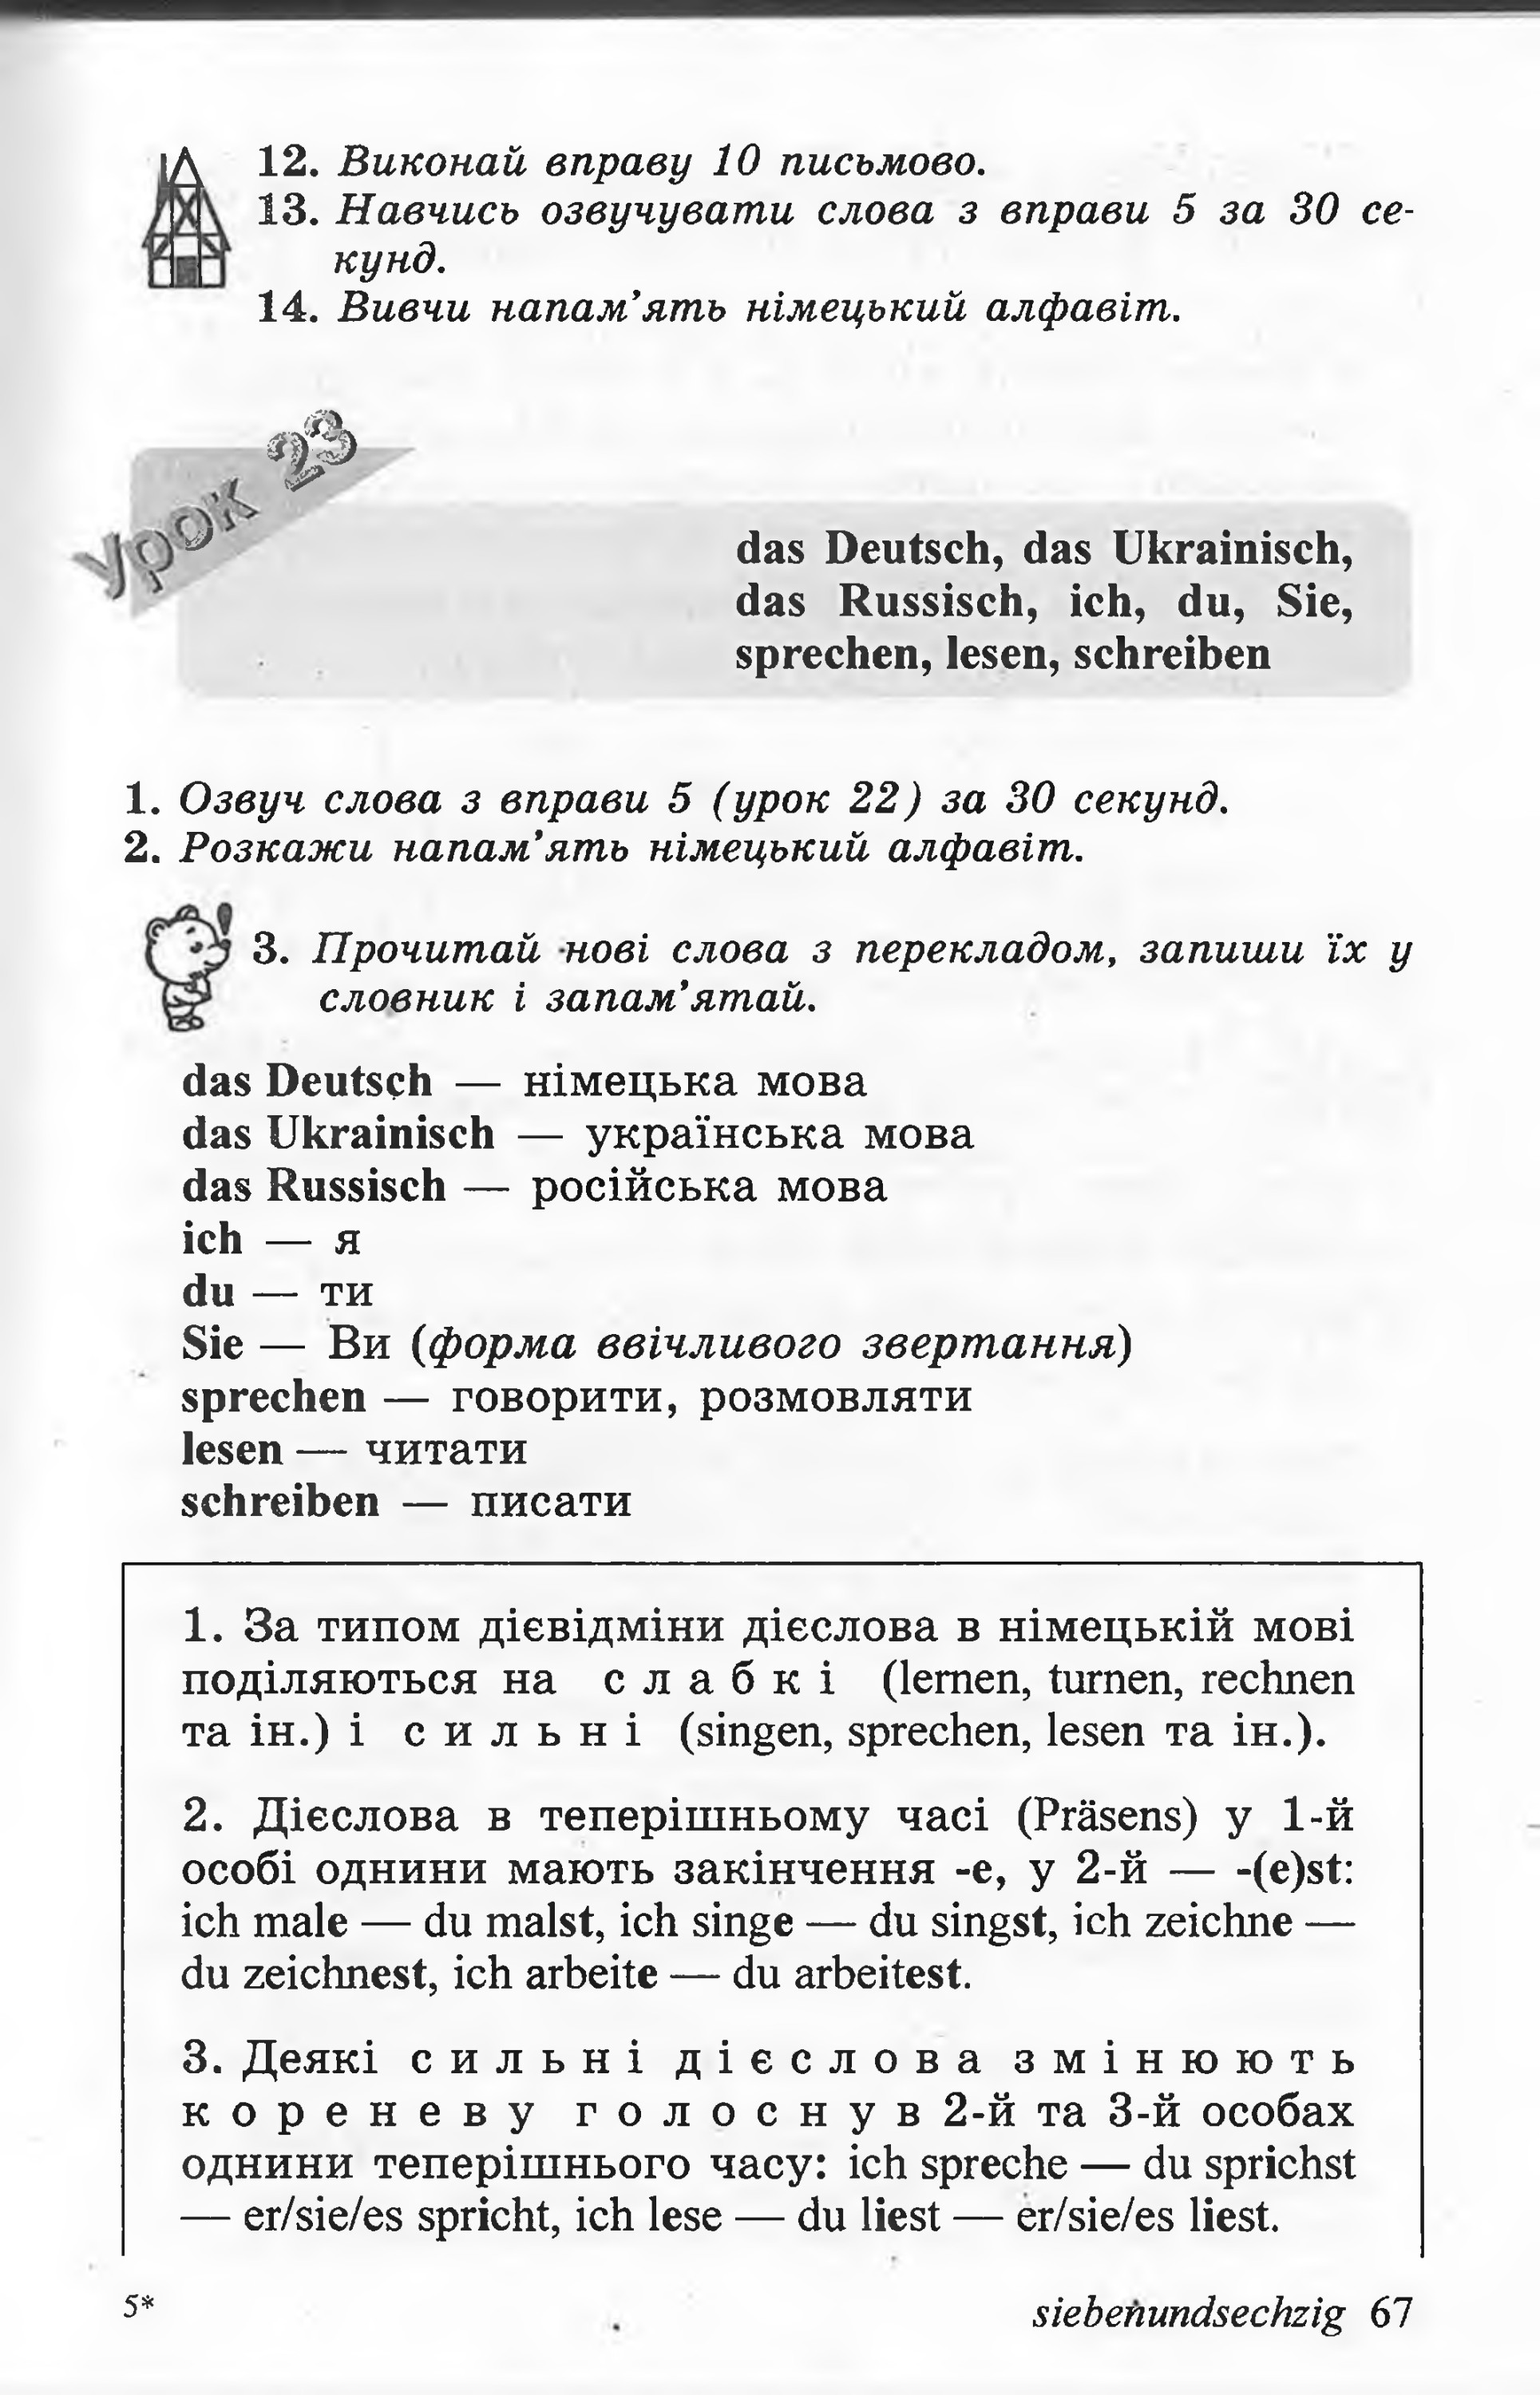 12. Виконай вправу 10 письмово.
13. Навчись озвучувати слова з вправи 5 за 30 се-
кунд.
14. Вивчи напам’ять німецький алфавіт.
Урок 23
das Deutsch, das Ukrainisch,
das Russisch, ich, du, Sie,
sprechen, lesen, schreiben
1. Озвуч слова з вправи 5 (урок 22) за 30 секунд.
2. Розкажи напам’ять німецький алфавіт.
3. Прочитай нові слова з перекладом, запиши їх у
словник і запам’ятай.
das Deutsch — німецька мова
das Ukrainisch — українська мова
das Russisch — російська мова
ich — я
du — ти
Sie — Ви (форма ввічливого звертання)
sprechen — говорити, розмовляти
lesen — читати
schreiben — писати
1. За типом дієвідміни дієслова в німецькій мові
поділяються на слабкі (lernen, turnen, rechnen
та ін.) і сильні (singen, sprechen, lesen та ін.).
2. Дієслова в теперішньому часі (Präsens) у 1-й
особі однини мають закінчення -e, у 2-й — -(e)st:
ich male — du malst, ich singe — du singst, ich zeichne —
du zeichnest, ich arbeite — du arbeitest.
3. Деякі сильні дієслова змінюють
кореневу голосну в 2-й та 3-й особах
однини теперішнього часу: ich spreche — du sprichst
— er/sie/es spricht, ich lese — du liest — er/sie/es liest.
5*
siebenundsechzig 67